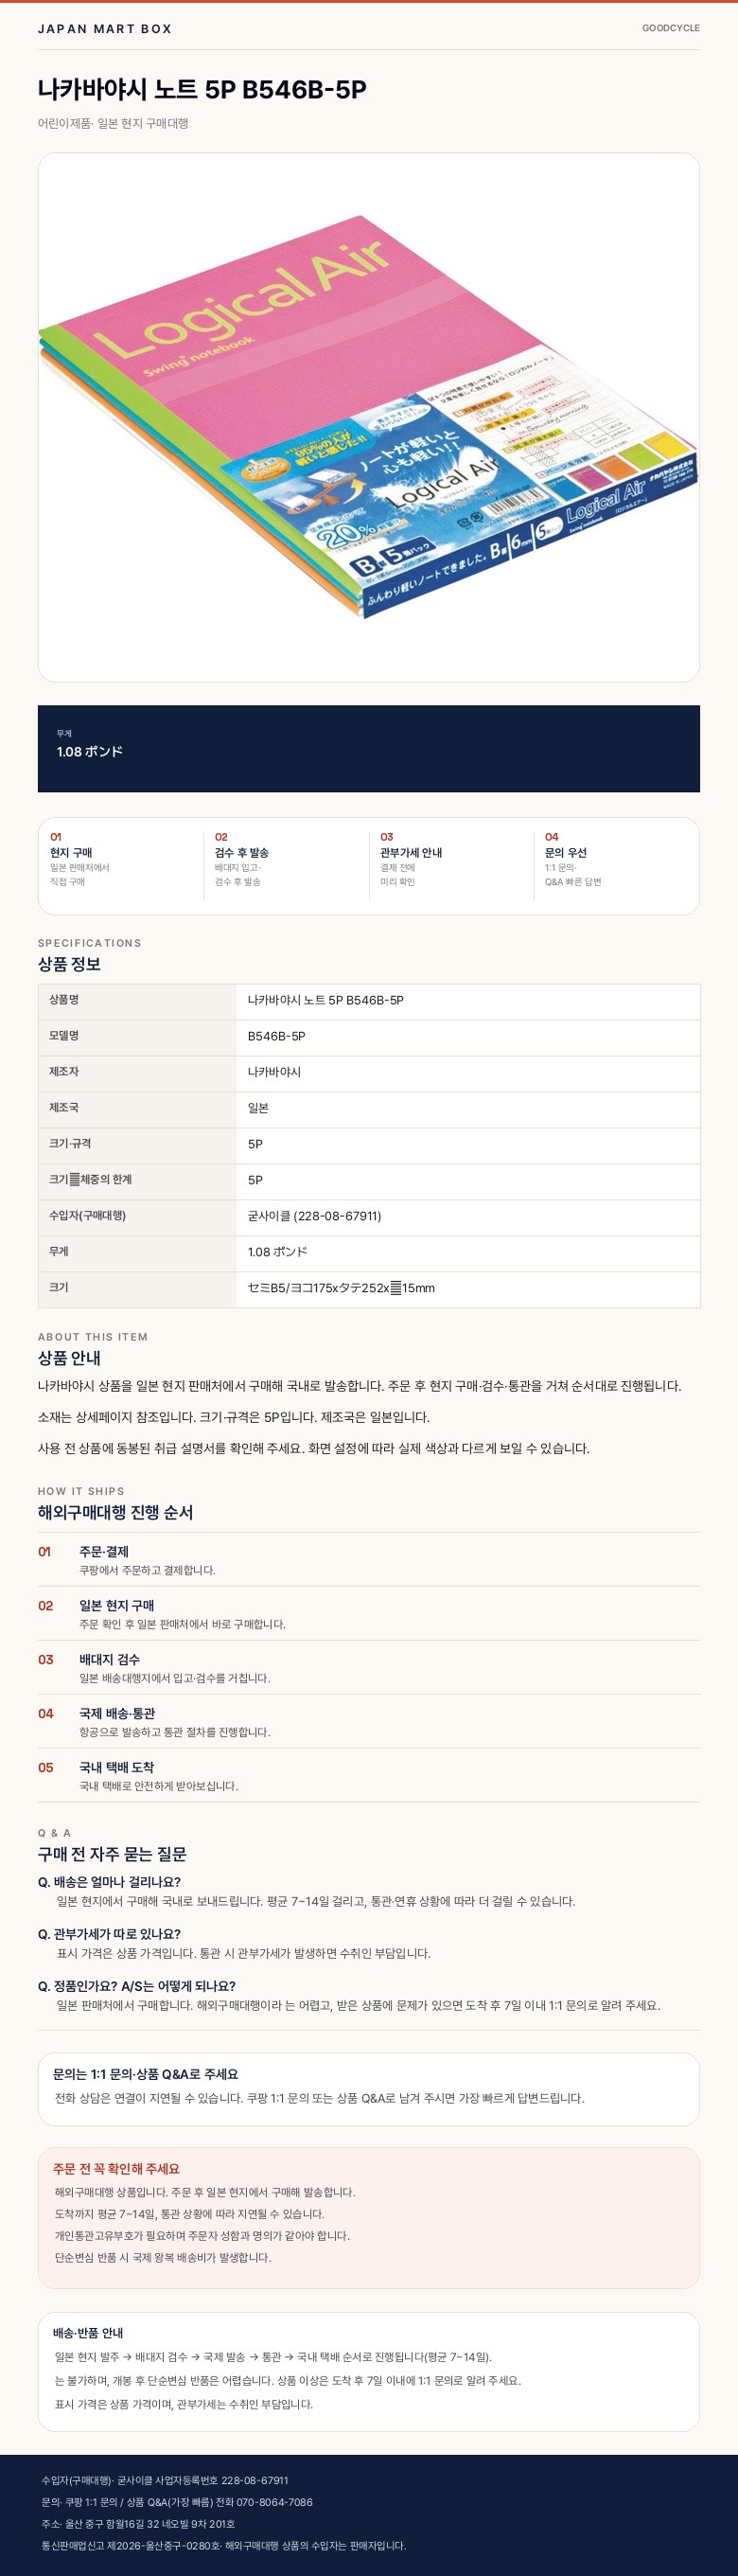 JAPAN MART BOX
GOODCYCLE
나카바야시 노트 5P B546B-5P
어린이제품· 일본 현지 구매대행
Logical Air
Swing notebook
ノートが軽いと
心も軽い!
Logical Air
20%
B5 5冊パック
ふんわり軽いノートできました。 B5 6mm 5冊パック Logical Air
무게
1.08 ポンド
01
현지 구매
일본 판매처에서
직접 구매
02
검수 후 발송
배대지 입고·
검수 후 발송
03
관부가세 안내
결제 전에
미리 확인
04
문의 우선
1:1 문의·
Q&A 빠른 답변
SPECIFICATIONS
상품 정보
상품명 나카바야시 노트 5P B546B-5P
모델명 B546B-5P
제조자 나카바야시
제조국 일본
크기·규격 5P
크기 체중의 한계 5P
수입자(구매대행) 굳사이클 (228-08-67911)
무게 1.08 ポンド
크기 セミB5/ヨコ175xタテ252x 15mm
ABOUT THIS ITEM
상품 안내
나카바야시 상품을 일본 현지 판매처에서 구매해 국내로 발송합니다. 주문 후 현지 구매·검수·통관을 거쳐 순서대로 진행됩니다.
소재는 상세페이지 참조입니다. 크기·규격은 5P입니다. 제조국은 일본입니다.
사용 전 상품에 동봉된 취급 설명서를 확인해 주세요. 화면 설정에 따라 실제 색상과 다르게 보일 수 있습니다.
HOW IT SHIPS
해외구매대행 진행 순서
01 주문·결제
쿠팡에서 주문하고 결제합니다.
02 일본 현지 구매
주문 확인 후 일본 판매처에서 바로 구매합니다.
03 배대지 검수
일본 배송대행지에서 입고·검수를 거칩니다.
04 국제 배송·통관
항공으로 발송하고 통관 절차를 진행합니다.
05 국내 택배 도착
국내 택배로 안전하게 받아보십니다.
Q & A
구매 전 자주 묻는 질문
Q. 배송은 얼마나 걸리나요?
일본 현지에서 구매해 국내로 보내드립니다. 평균 7~14일 걸리고, 통관·연휴 상황에 따라 더 걸릴 수 있습니다.
Q. 관부가세가 따로 있나요?
표시 가격은 상품 가격입니다. 통관 시 관부가세가 발생하면 수취인 부담입니다.
Q. 정품인가요? A/S는 어떻게 되나요?
일본 판매처에서 구매합니다. 해외구매대행이라 는 어렵고, 받은 상품에 문제가 있으면 도착 후 7일 이내 1:1 문의로 알려 주세요.
문의는 1:1 문의·상품 Q&A로 주세요
전화 상담은 연결이 지연될 수 있습니다. 쿠팡 1:1 문의 또는 상품 Q&A로 남겨 주시면 가장 빠르게 답변드립니다.
주문 전 꼭 확인해 주세요
해외구매대행 상품입니다. 주문 후 일본 현지에서 구매해 발송합니다.
도착까지 평균 7~14일, 통관 상황에 따라 지연될 수 있습니다.
개인통관고유부호가 필요하며 주문자 성함과 명의가 같아야 합니다.
단순변심 반품 시 국제 왕복 배송비가 발생합니다.
배송·반품 안내
일본 현지 발주 → 배대지 검수 → 국제 발송 → 통관 → 국내 택배 순서로 진행됩니다(평균 7~14일).
는 불가하며, 개봉 후 단순변심 반품은 어렵습니다. 상품 이상은 도착 후 7일 이내에 1:1 문의로 알려 주세요.
표시 가격은 상품 가격이며, 관부가세는 수취인 부담입니다.
수입자(구매대행)· 굳사이클 사업자등록번호 228-08-67911
문의· 쿠팡 1:1 문의 / 상품 Q&A(가장 빠름) 전화 070-8064-7086
주소· 울산 중구 함월16길 32 네오빌 9차 201호
통신판매업신고 제2026-울산중구-0280호· 해외구매대행 상품의 수입자는 판매자입니다.